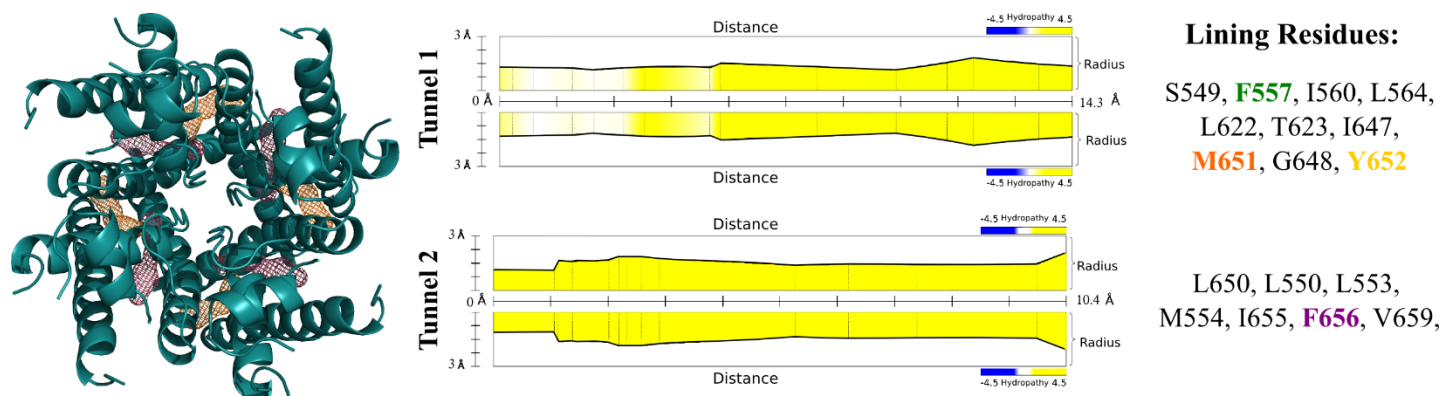 -4.5 Hydropathy 4.5
Distance
Tunnel 1
3 Å
Radius
0 Å
14.3 Å
Radius
3 Å
-4.5 Hydropathy 4.5
Distance
Lining Residues:
S549, F557, I560, L564,
L622, T623, I647,
M651, G648, Y652
-4.5 Hydropathy 4.5
Distance
Tunnel 2
3 Å
Radius
0 Å
10.4 Å
Radius
3 Å
-4.5 Hydropathy 4.5
Distance
L650, L550, L553,
M554, I655, F656, V659,